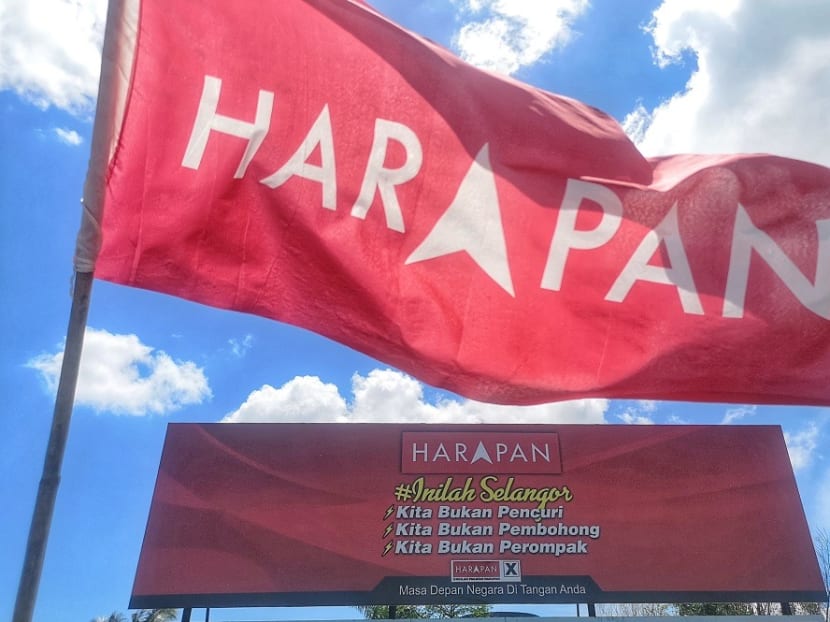 HARAPAN
HARAPAN
#Inilah Selangor
Kita Bukan Pencuri
Kita Bukan Pembohong
Kita Bukan Perompak
HARAPAN X
Masa Depan Negara Di Tangan Anda